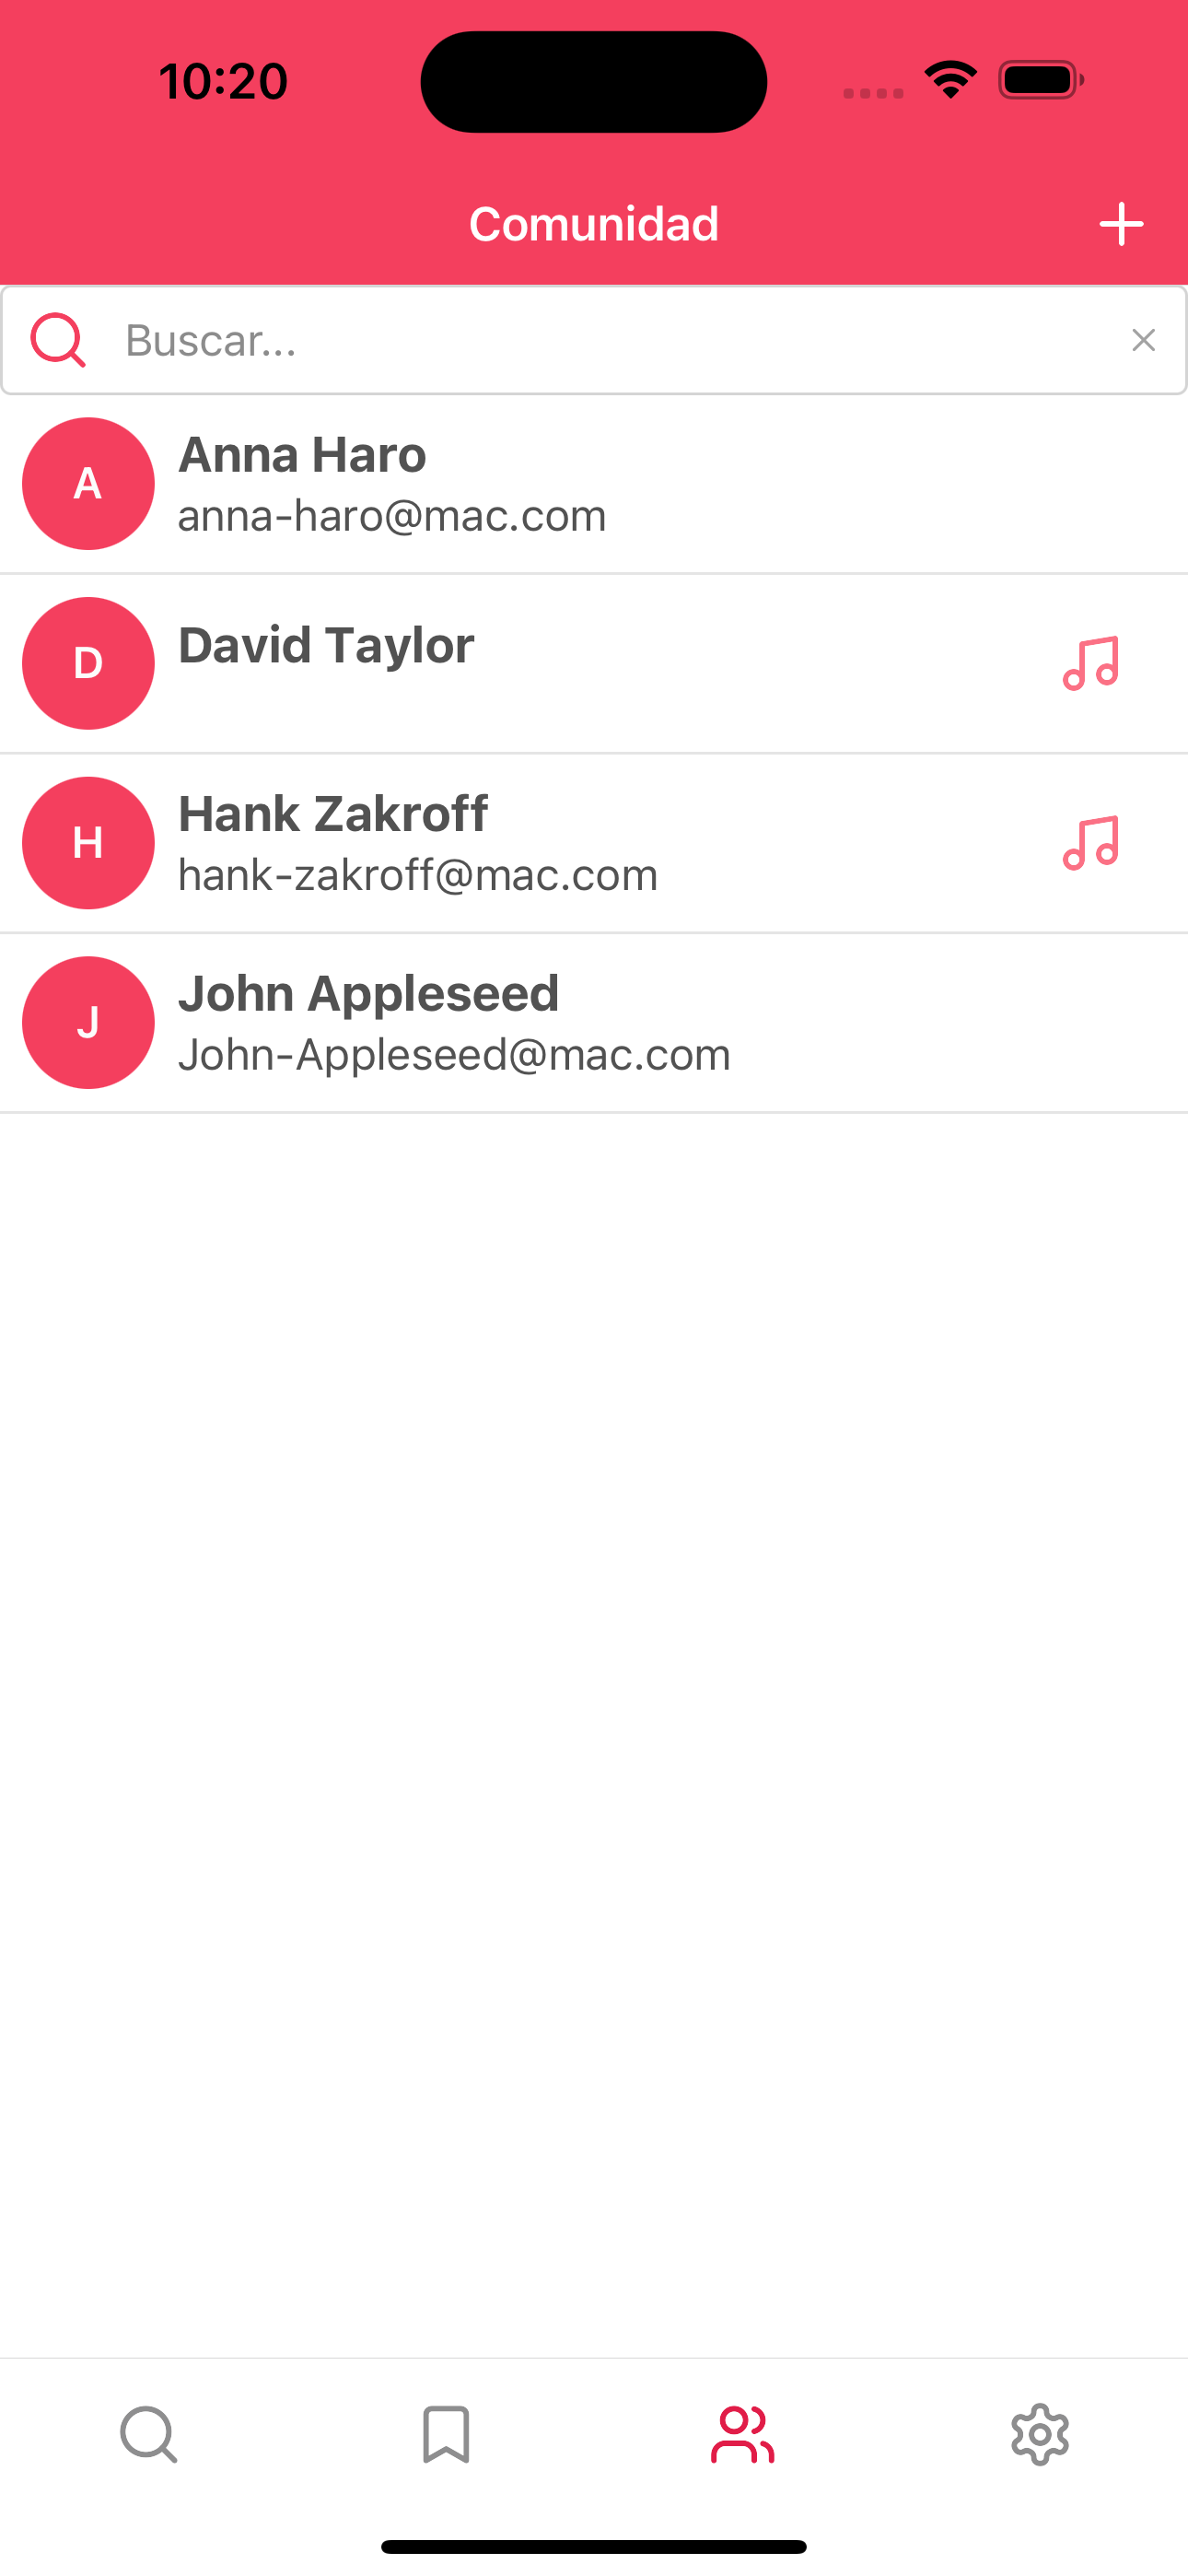 10:20
Comunidad
Buscar...
A
Anna Haro
anna-haro@mac.com
D
David Taylor
H
Hank Zakroff
hank-zakroff@mac.com
J
John Appleseed
John-Appleseed@mac.com